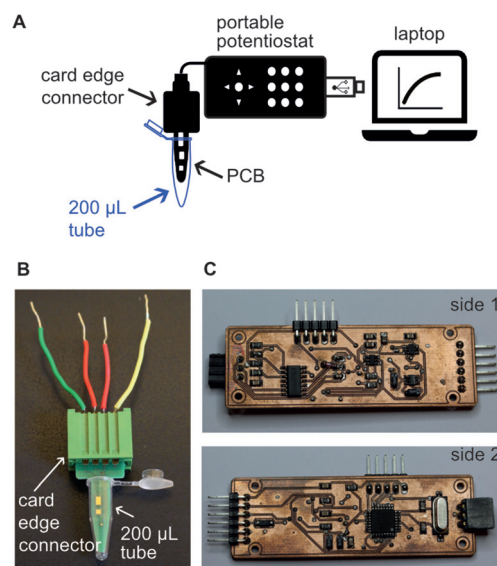 A
portable
potentiostat
laptop
card edge
connector
PCB
200 µL
tube
B
C
side 1
card
edge
connector
200 µL
tube
side 2